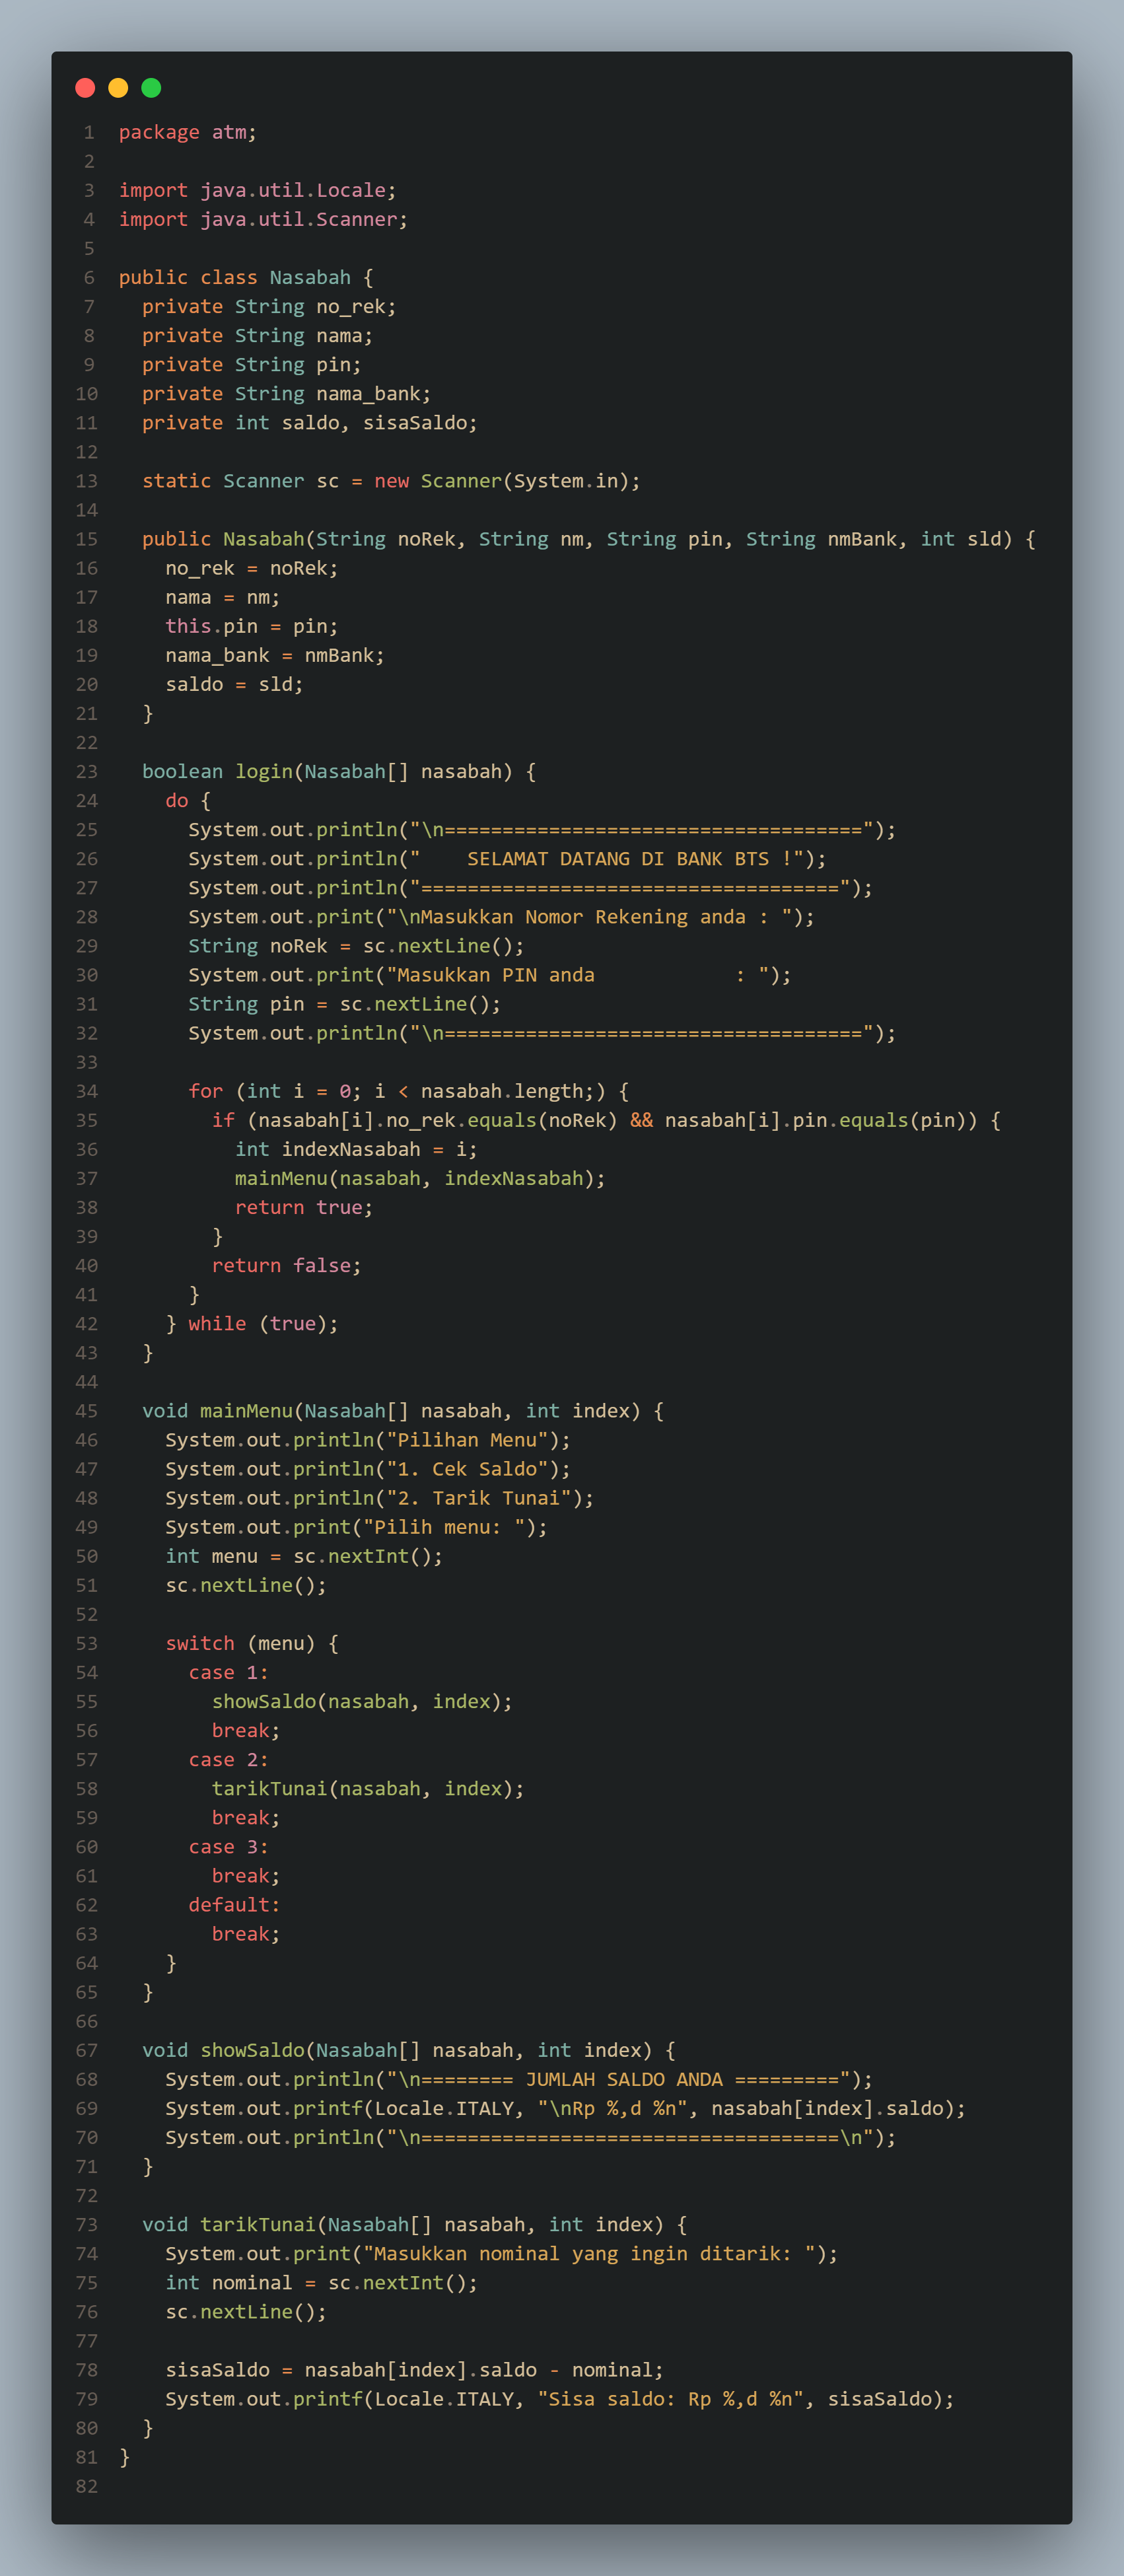 1 package atm;
2
3 import java.util.Locale;
4 import java.util.Scanner;
5
6 public class Nasabah {
7   private String no_rek;
8   private String nama;
9   private String pin;
10   private String nama_bank;
11   private int saldo, sisaSaldo;
12
13   static Scanner sc = new Scanner(System.in);
14
15   public Nasabah(String noRek, String nm, String pin, String nmBank, int sld) {
16     no_rek = noRek;
17     nama = nm;
18     this.pin = pin;
19     nama_bank = nmBank;
20     saldo = sld;
21   }
22
23   boolean login(Nasabah[] nasabah) {
24     do {
25       System.out.println("\n====================================");
26       System.out.println("    SELAMAT DATANG DI BANK BTS !");
27       System.out.println("====================================");
28       System.out.print("\nMasukkan Nomor Rekening anda : ");
29       String noRek = sc.nextLine();
30       System.out.print("Masukkan PIN anda            : ");
31       String pin = sc.nextLine();
32       System.out.println("\n====================================");
33
34       for (int i = 0; i < nasabah.length;) {
35         if (nasabah[i].no_rek.equals(noRek) && nasabah[i].pin.equals(pin)) {
36           int indexNasabah = i;
37           mainMenu(nasabah, indexNasabah);
38           return true;
39         }
40         return false;
41       }
42     } while (true);
43   }
44
45   void mainMenu(Nasabah[] nasabah, int index) {
46     System.out.println("Pilihan Menu");
47     System.out.println("1. Cek Saldo");
48     System.out.println("2. Tarik Tunai");
49     System.out.print("Pilih menu: ");
50     int menu = sc.nextInt();
51     sc.nextLine();
52
53     switch (menu) {
54       case 1:
55         showSaldo(nasabah, index);
56         break;
57       case 2:
58         tarikTunai(nasabah, index);
59         break;
60       case 3:
61         break;
62       default:
63         break;
64     }
65   }
66
67   void showSaldo(Nasabah[] nasabah, int index) {
68     System.out.println("\n======== JUMLAH SALDO ANDA =========");
69     System.out.printf(Locale.ITALY, "\nRp %,d %n", nasabah[index].saldo);
70     System.out.println("\n====================================\n");
71   }
72
73   void tarikTunai(Nasabah[] nasabah, int index) {
74     System.out.print("Masukkan nominal yang ingin ditarik: ");
75     int nominal = sc.nextInt();
76     sc.nextLine();
77
78     sisaSaldo = nasabah[index].saldo - nominal;
79     System.out.printf(Locale.ITALY, "Sisa saldo: Rp %,d %n", sisaSaldo);
80   }
81 }
82